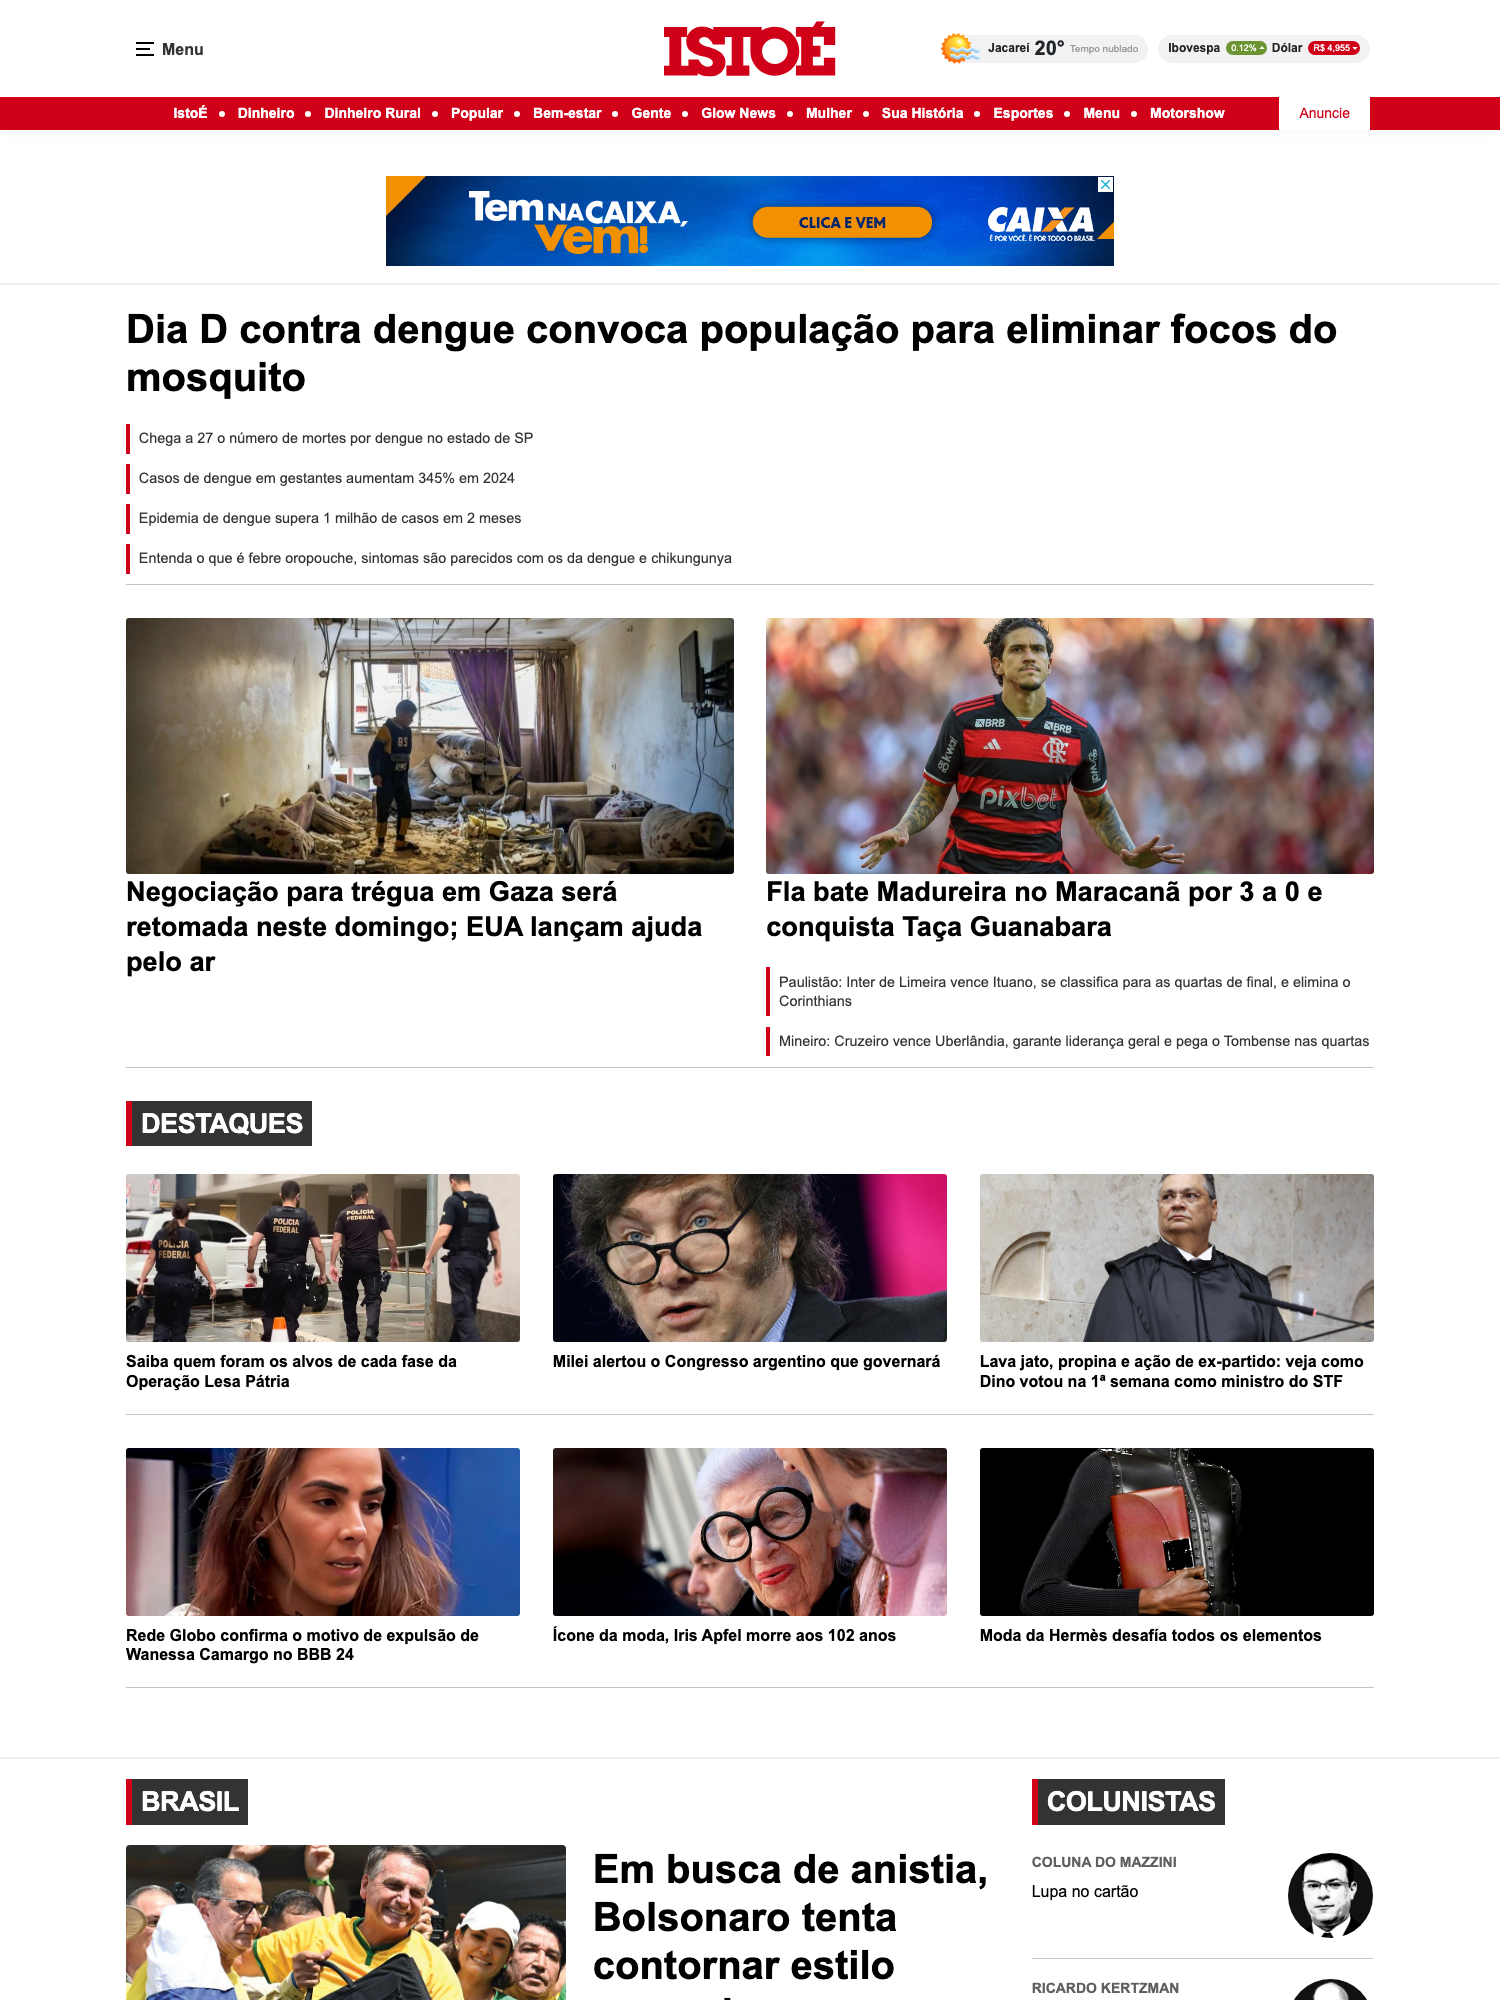 Menu
ISTOÉ
Jacareí 20° Tempo nublado
Ibovespa 0.12% Dólar R$ 4,955
IstoÉ • Dinheiro • Dinheiro Rural • Popular • Bem-estar • Gente • Glow News • Mulher • Sua História • Esportes • Menu • Motorshow
Anuncie
Tem NA CAIXA,
vem!
CLICA E VEM
CAIXA
É POR VOCÊ. É POR TODO O BRASIL.
Dia D contra dengue convoca população para eliminar focos do
mosquito
Chega a 27 o número de mortes por dengue no estado de SP
Casos de dengue em gestantes aumentam 345% em 2024
Epidemia de dengue supera 1 milhão de casos em 2 meses
Entenda o que é febre oropouche, sintomas são parecidos com os da dengue e chikungunya
85
Negociação para trégua em Gaza será
retomada neste domingo; EUA lançam ajuda
pelo ar
BRB
BRB
kwai
pixbet
Fla bate Madureira no Maracanã por 3 a 0 e
conquista Taça Guanabara
Paulistão: Inter de Limeira vence Ituano, se classifica para as quartas de final, e elimina o
Corinthians
Mineiro: Cruzeiro vence Uberlândia, garante liderança geral e pega o Tombense nas quartas
DESTAQUES
POLÍCIA
FEDERAL
POLÍCIA
FEDERAL
POLÍCIA
FEDERAL
Saiba quem foram os alvos de cada fase da
Operação Lesa Pátria
Milei alertou o Congresso argentino que governará
Lava jato, propina e ação de ex-partido: veja como
Dino votou na 1ª semana como ministro do STF
Rede Globo confirma o motivo de expulsão de
Wanessa Camargo no BBB 24
Ícone da moda, Iris Apfel morre aos 102 anos
Moda da Hermès desafía todos os elementos
BRASIL
Em busca de anistia,
Bolsonaro tenta
contornar estilo
COLUNISTAS
COLUNA DO MAZZINI
Lupa no cartão
RICARDO KERTZMAN